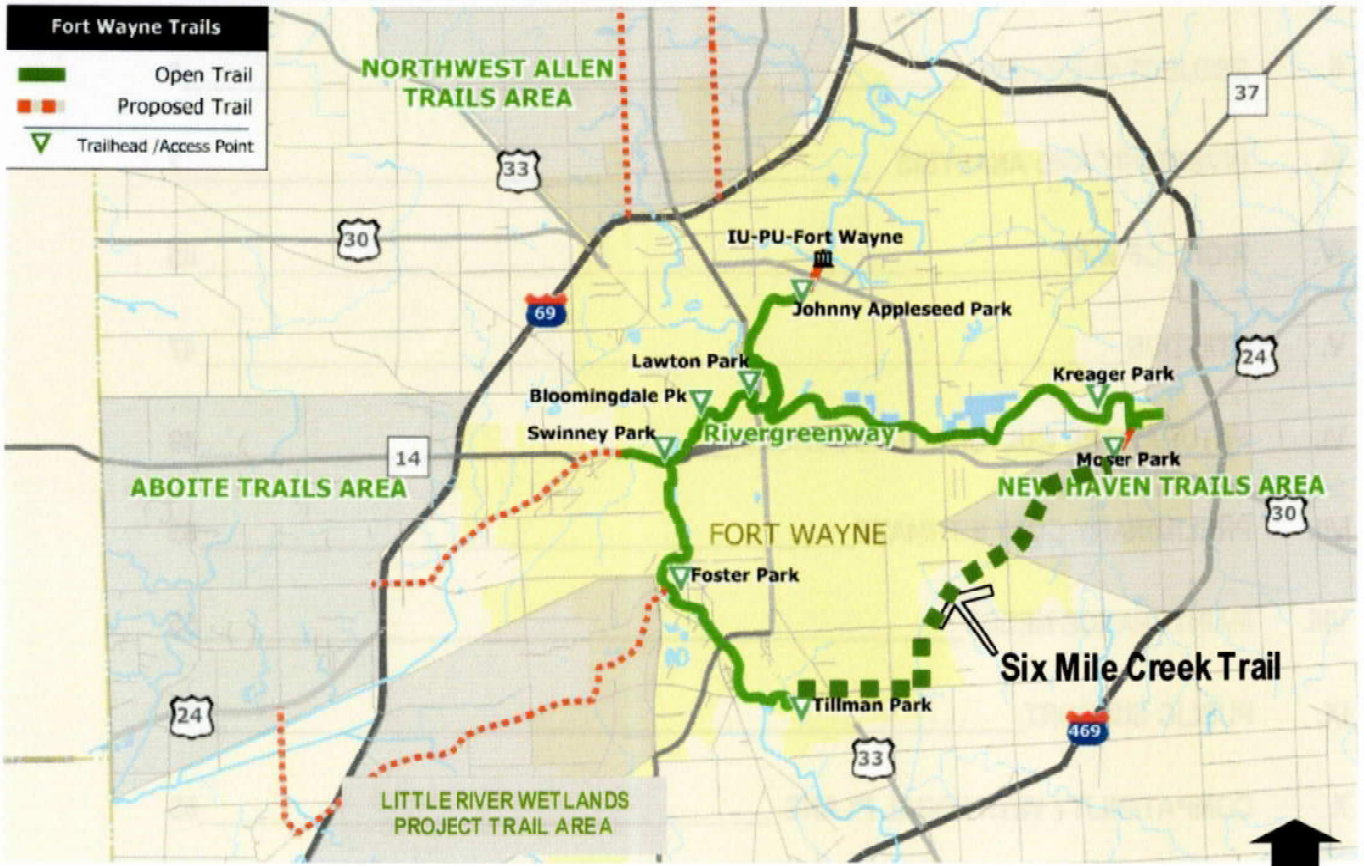 Fort Wayne Trails
Open Trail
Proposed Trail
Trailhead /Access Point
NORTHWEST ALLEN
TRAILS AREA
37
33
30
IU-PU-Fort Wayne
69
Johnny Appleseed Park
24
Lawton Park
Kreager Park
Bloomingdale Pk
Swinney Park
Rivergreenway
14
Moser Park
ABOITE TRAILS AREA
NEW HAVEN TRAILS AREA
30
FORT WAYNE
Foster Park
Six Mile Creek Trail
24
Tillman Park
469
33
LITTLE RIVER WETLANDS
PROJECT TRAIL AREA